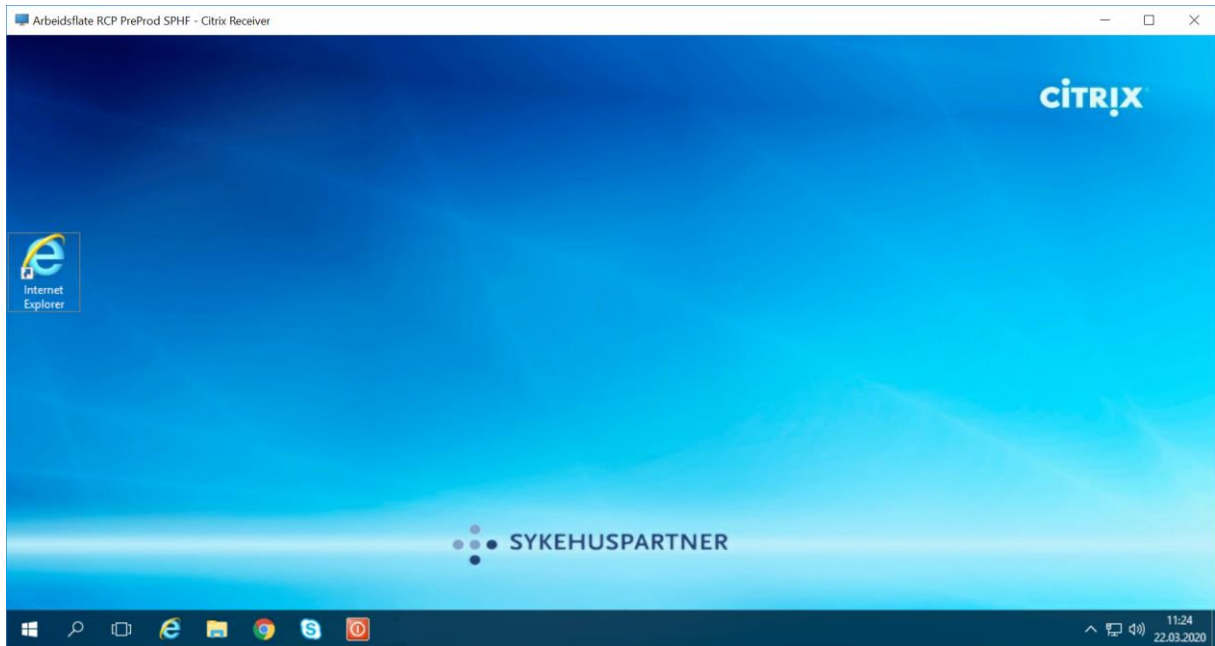 Arbeidsflate RCP PreProd SPHF - Citrix Receiver
CiTRIX
Internet
Explorer
SYKEHUSPARTNER
11:24
22.03.2020